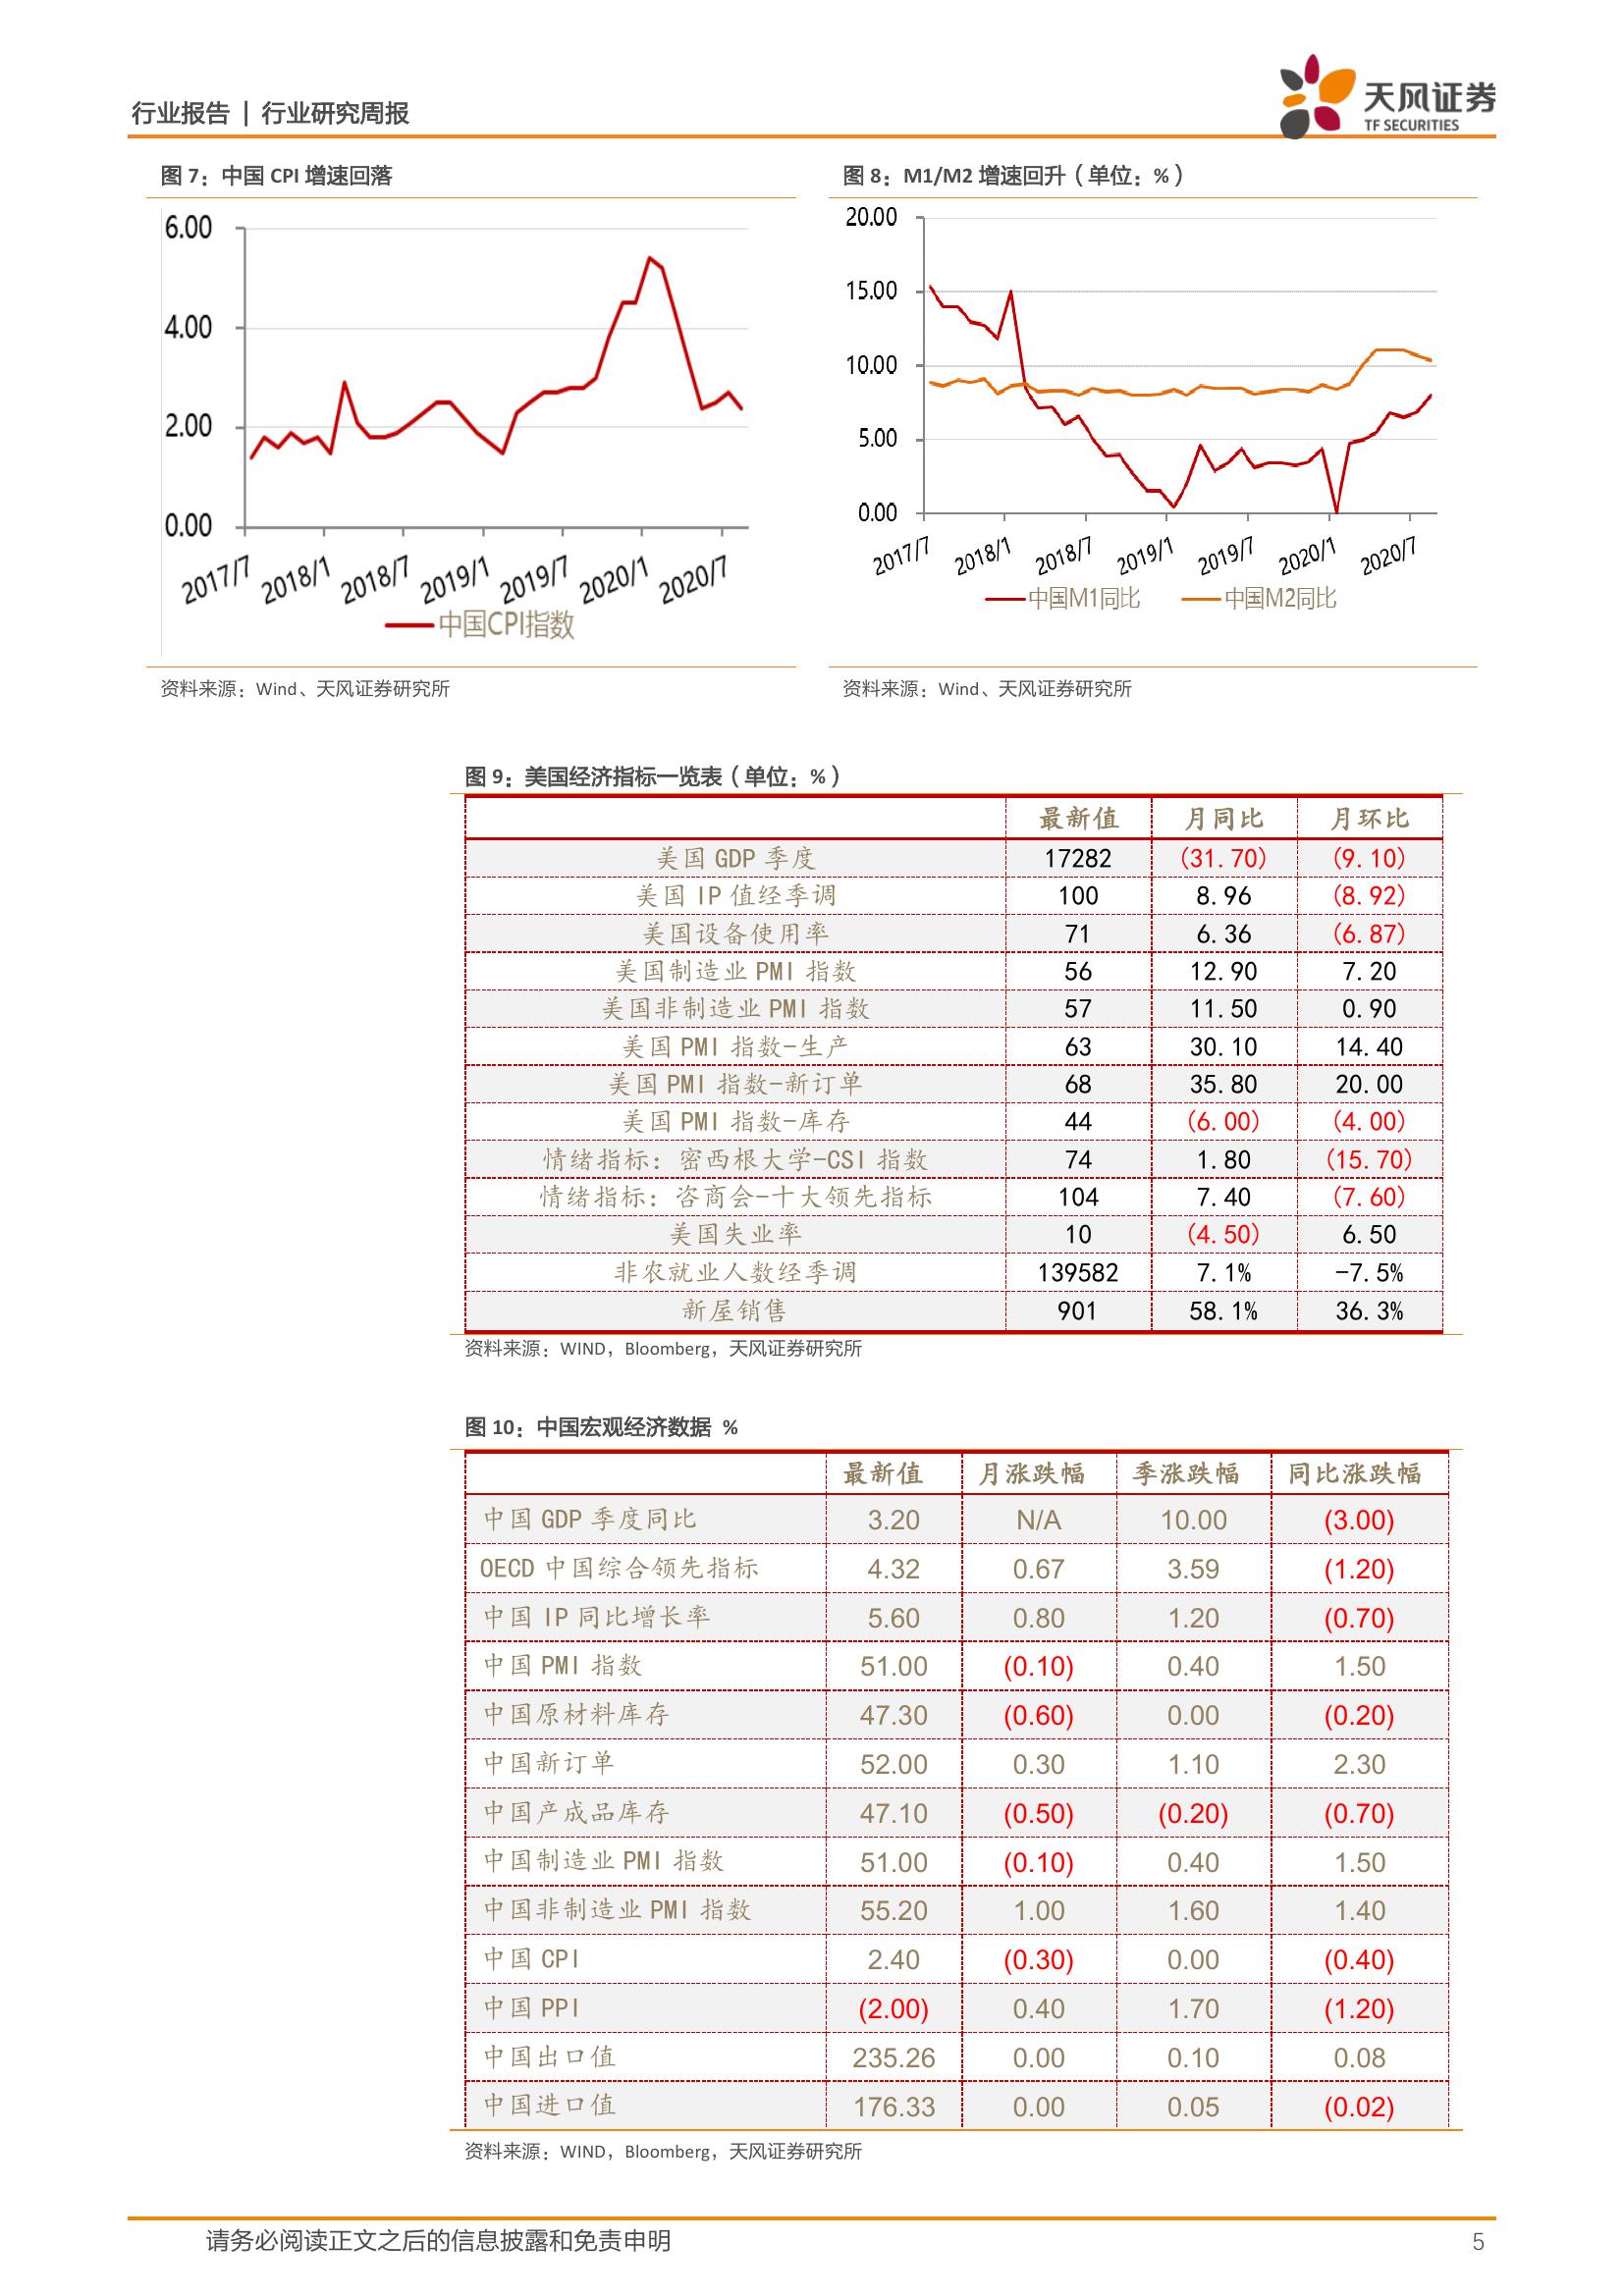 行业报告 | 行业研究周报
天风证券
TF SECURITIES
图 7：中国 CPI 增速回落
6.00
4.00
2.00
0.00
2017/7 2018/1 2018/7 2019/1 2019/7 2020/1 2020/7
中国CPI指数
资料来源：Wind、天风证券研究所
图 8：M1/M2 增速回升（单位：%）
20.00
15.00
10.00
5.00
0.00
2017/7 2018/1 2018/7 2019/1 2019/7 2020/1 2020/7
中国M1同比 中国M2同比
资料来源：Wind、天风证券研究所
图 9：美国经济指标一览表（单位：%）
最新值 月同比 月环比
美国 GDP 季度 17282 (31.70) (9.10)
美国 IP 值经季调 100 8.96 (8.92)
美国设备使用率 71 6.36 (6.87)
美国制造业 PMI 指数 56 12.90 7.20
美国非制造业 PMI 指数 57 11.50 0.90
美国 PMI 指数-生产 63 30.10 14.40
美国 PMI 指数-新订单 68 35.80 20.00
美国 PMI 指数-库存 44 (6.00) (4.00)
情绪指标：密西根大学-CSI 指数 74 1.80 (15.70)
情绪指标：咨商会-十大领先指标 104 7.40 (7.60)
美国失业率 10 (4.50) 6.50
非农就业人数经季调 139582 7.1% -7.5%
新屋销售 901 58.1% 36.3%
资料来源：WIND，Bloomberg，天风证券研究所
图 10：中国宏观经济数据 %
最新值 月涨跌幅 季涨跌幅 同比涨跌幅
中国 GDP 季度同比 3.20 N/A 10.00 (3.00)
OECD 中国综合领先指标 4.32 0.67 3.59 (1.20)
中国 IP 同比增长率 5.60 0.80 1.20 (0.70)
中国 PMI 指数 51.00 (0.10) 0.40 1.50
中国原材料库存 47.30 (0.60) 0.00 (0.20)
中国新订单 52.00 0.30 1.10 2.30
中国产成品库存 47.10 (0.50) (0.20) (0.70)
中国制造业 PMI 指数 51.00 (0.10) 0.40 1.50
中国非制造业 PMI 指数 55.20 1.00 1.60 1.40
中国 CPI 2.40 (0.30) 0.00 (0.40)
中国 PPI (2.00) 0.40 1.70 (1.20)
中国出口值 235.26 0.00 0.10 0.08
中国进口值 176.33 0.00 0.05 (0.02)
资料来源：WIND，Bloomberg，天风证券研究所
请务必阅读正文之后的信息披露和免责申明 5